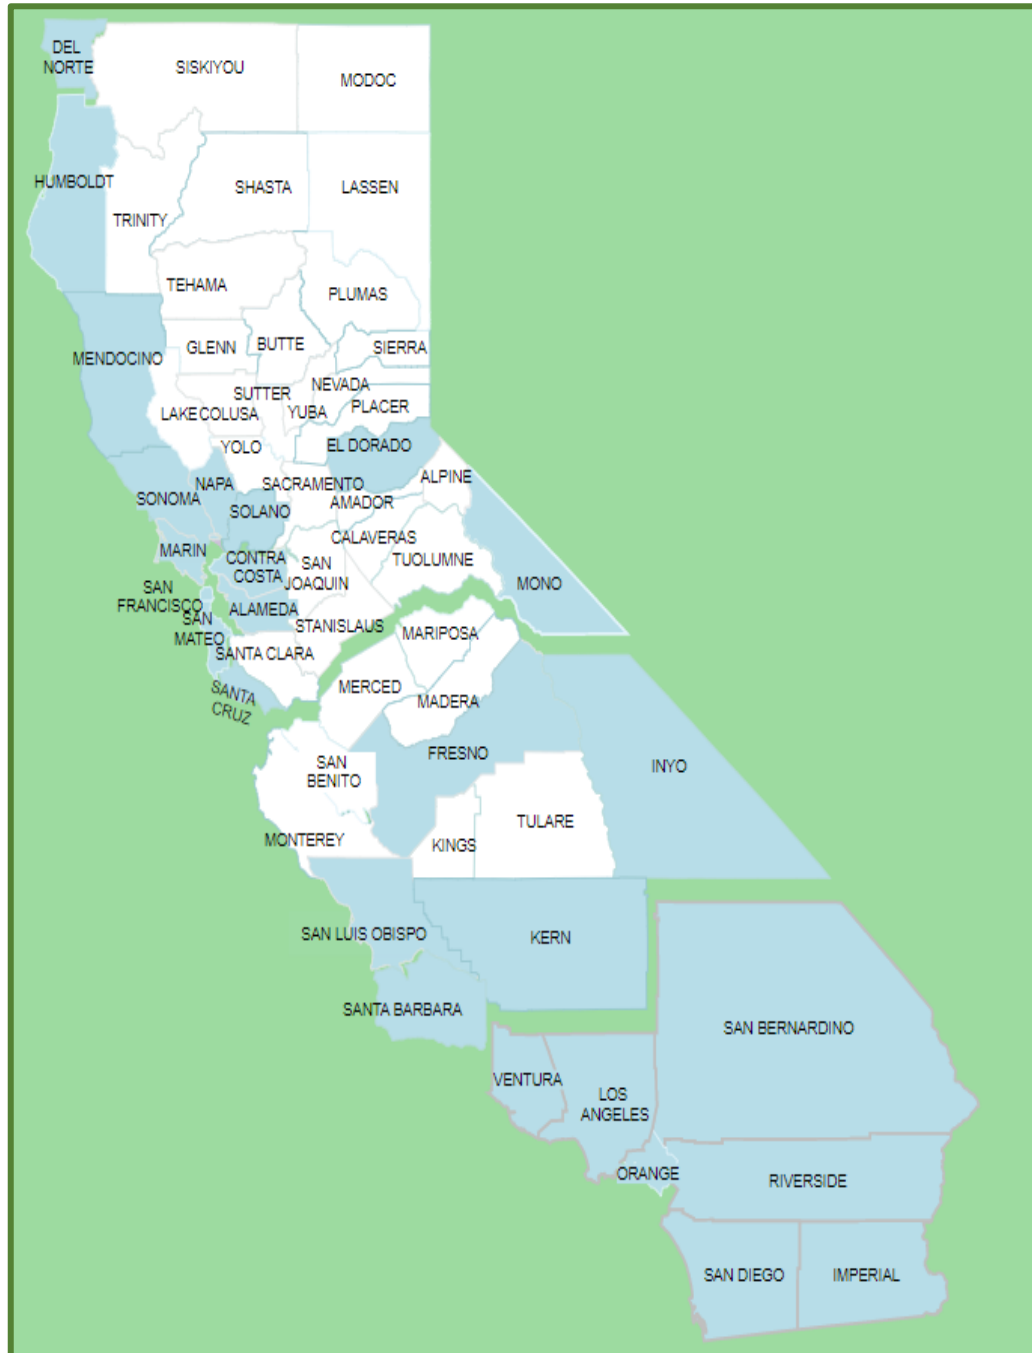 DEL
NORTE
SISKIYOU
MODOC
HUMBOLDT
TRINITY
SHASTA
LASSEN
TEHAMA
PLUMAS
MENDOCINO
GLENN
BUTTE
SIERRA
NEVADA
SUTTER
YUBA
PLACER
LAKE
COLUSA
YOLO
EL DORADO
ALPINE
NAPA
SACRAMENTO
SONOMA
AMADOR
SOLANO
CALAVERAS
MARIN
CONTRA
COSTA
SAN
JOAQUIN
TUOLUMNE
MONO
SAN
FRANCISCO
ALAMEDA
SAN
MATEO
STANISLAUS
MARIPOSA
SANTA CLARA
MERCED
MADERA
SANTA
CRUZ
FRESNO
SAN
BENITO
INYO
TULARE
MONTEREY
KINGS
SAN LUIS OBISPO
KERN
SANTA BARBARA
SAN BERNARDINO
VENTURA
LOS
ANGELES
ORANGE
RIVERSIDE
SAN DIEGO
IMPERIAL